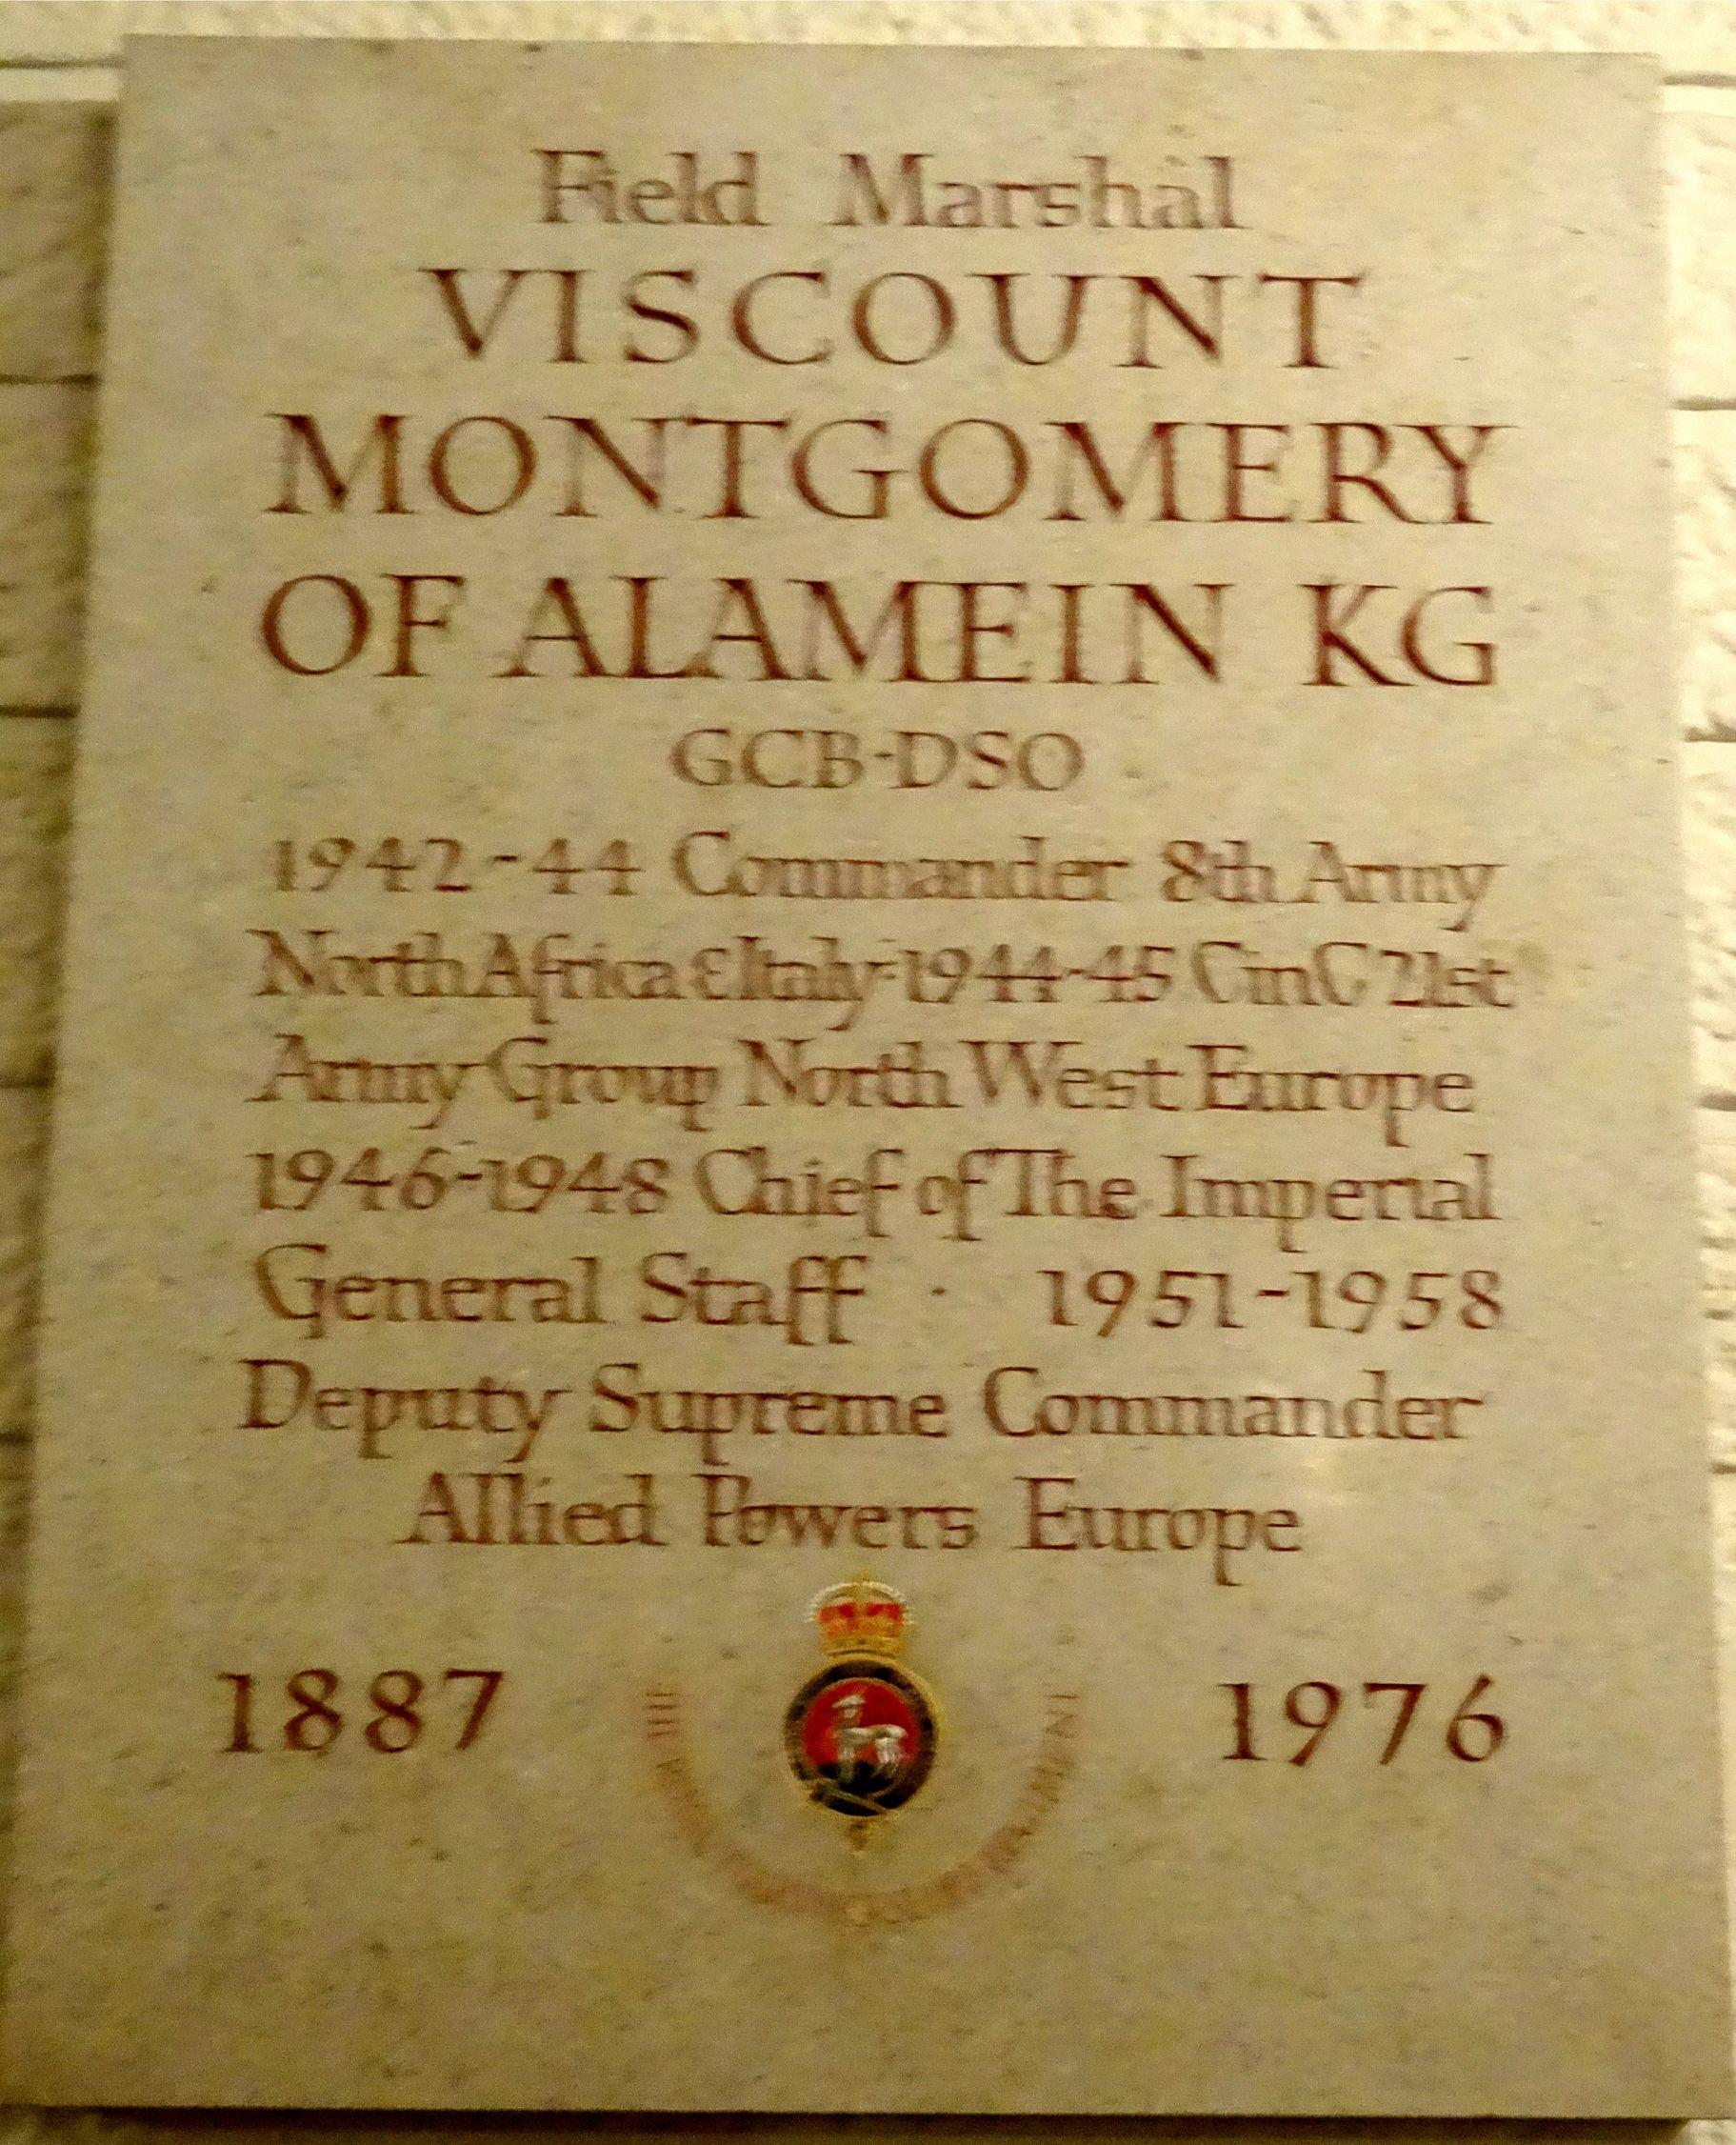 Field Marshal
VISCOUNT
MONTGOMERY
OF ALAMEIN KG
GCB·DSO
1942-44 Commander 8th Army
North Africa & Italy·1944-45 CinC 21st
Army Group North West Europe
1946-1948 Chief of The Imperial
General Staff · 1951-1958
Deputy Supreme Commander
Allied Powers Europe
1887 1976